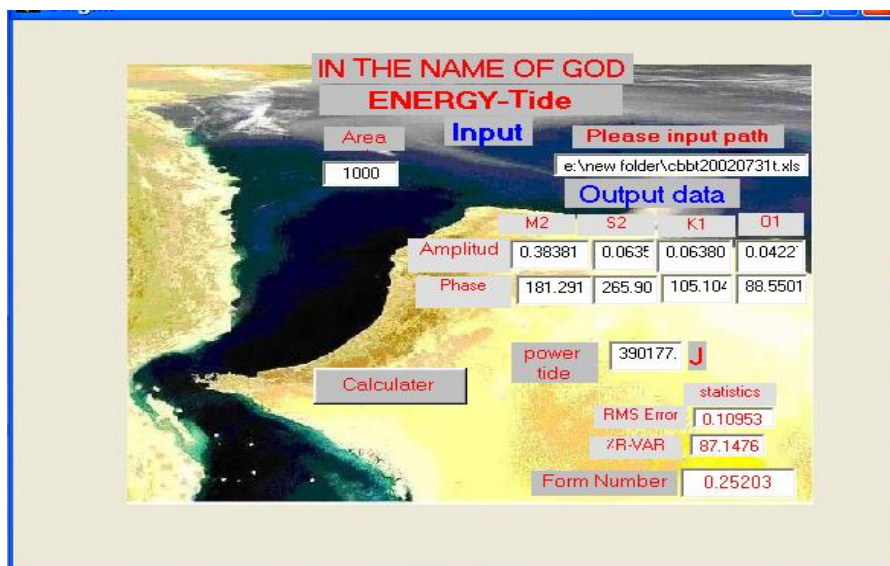 IN THE NAME OF GOD
ENERGY-Tide
Input
Area
Please input path
1000
e:\new folder\cbbt20020731t.xls
Output data
M2 S2 K1 O1
Amplitud 0.38381 0.0635 0.06380 0.0422
Phase 181.291 265.90 105.104 88.5501
power tide 390177. J
Calculater
statistics
RMS Error 0.10953
%R-VAR 87.1476
Form Number 0.25203